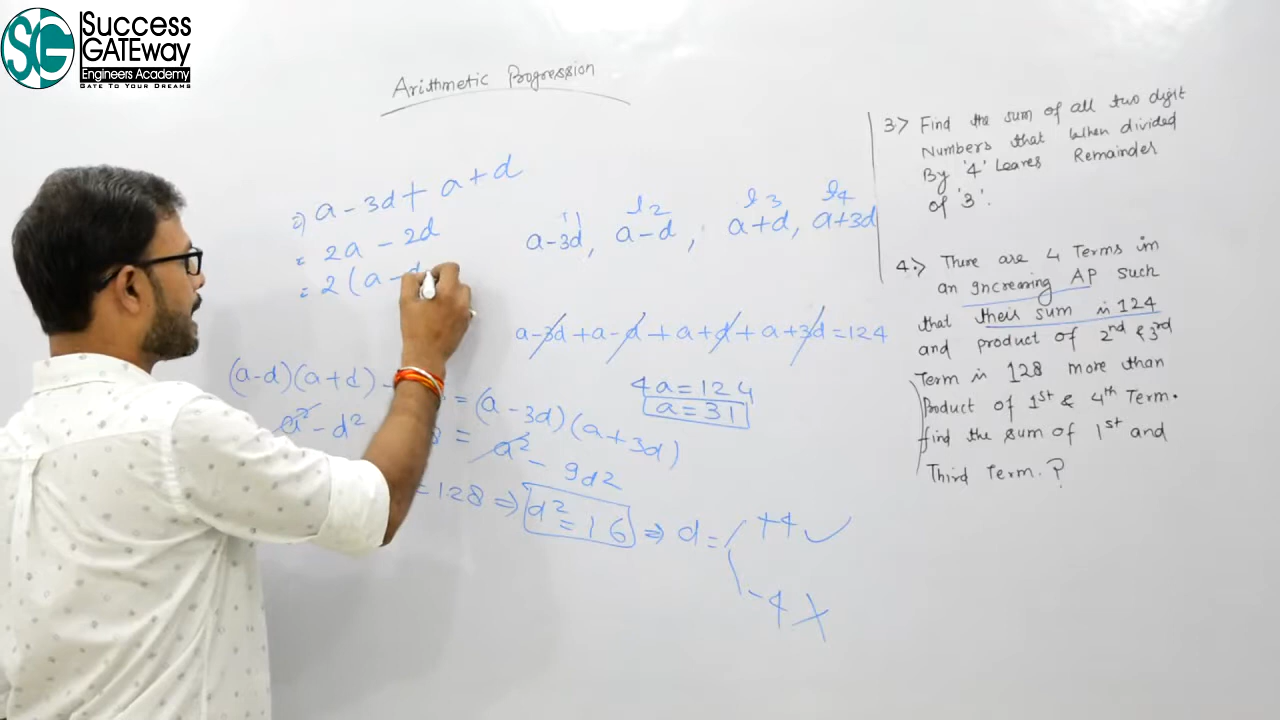 SG
Success
GATEway
Engineers Academy
GATE TO YOUR DREAMS
Arithmetic Progression
a - 3d + a + d
= 2a - 2d
= 2 (a - d
a-3d, a-d, a+d, a+3d
a-3d + a-d + a+d + a+3d = 124
4a = 124
a = 31
(a-d)(a+d) - = (a-3d)(a+3d)
a² - d² 8 = a² - 9d²
= 128 ⇒ d² = 16 ⇒ d = +4 ✓
-4 X
3.> Find the sum of all two digit
Numbers that when divided
By '4' leaves Remainder
of '3'.
4.> There are 4 Terms in
an increasing AP such
that their sum is 124
and product of 2nd & 3rd
Term is 128 more than
Product of 1st & 4th Term.
find the sum of 1st and
Third Term.?